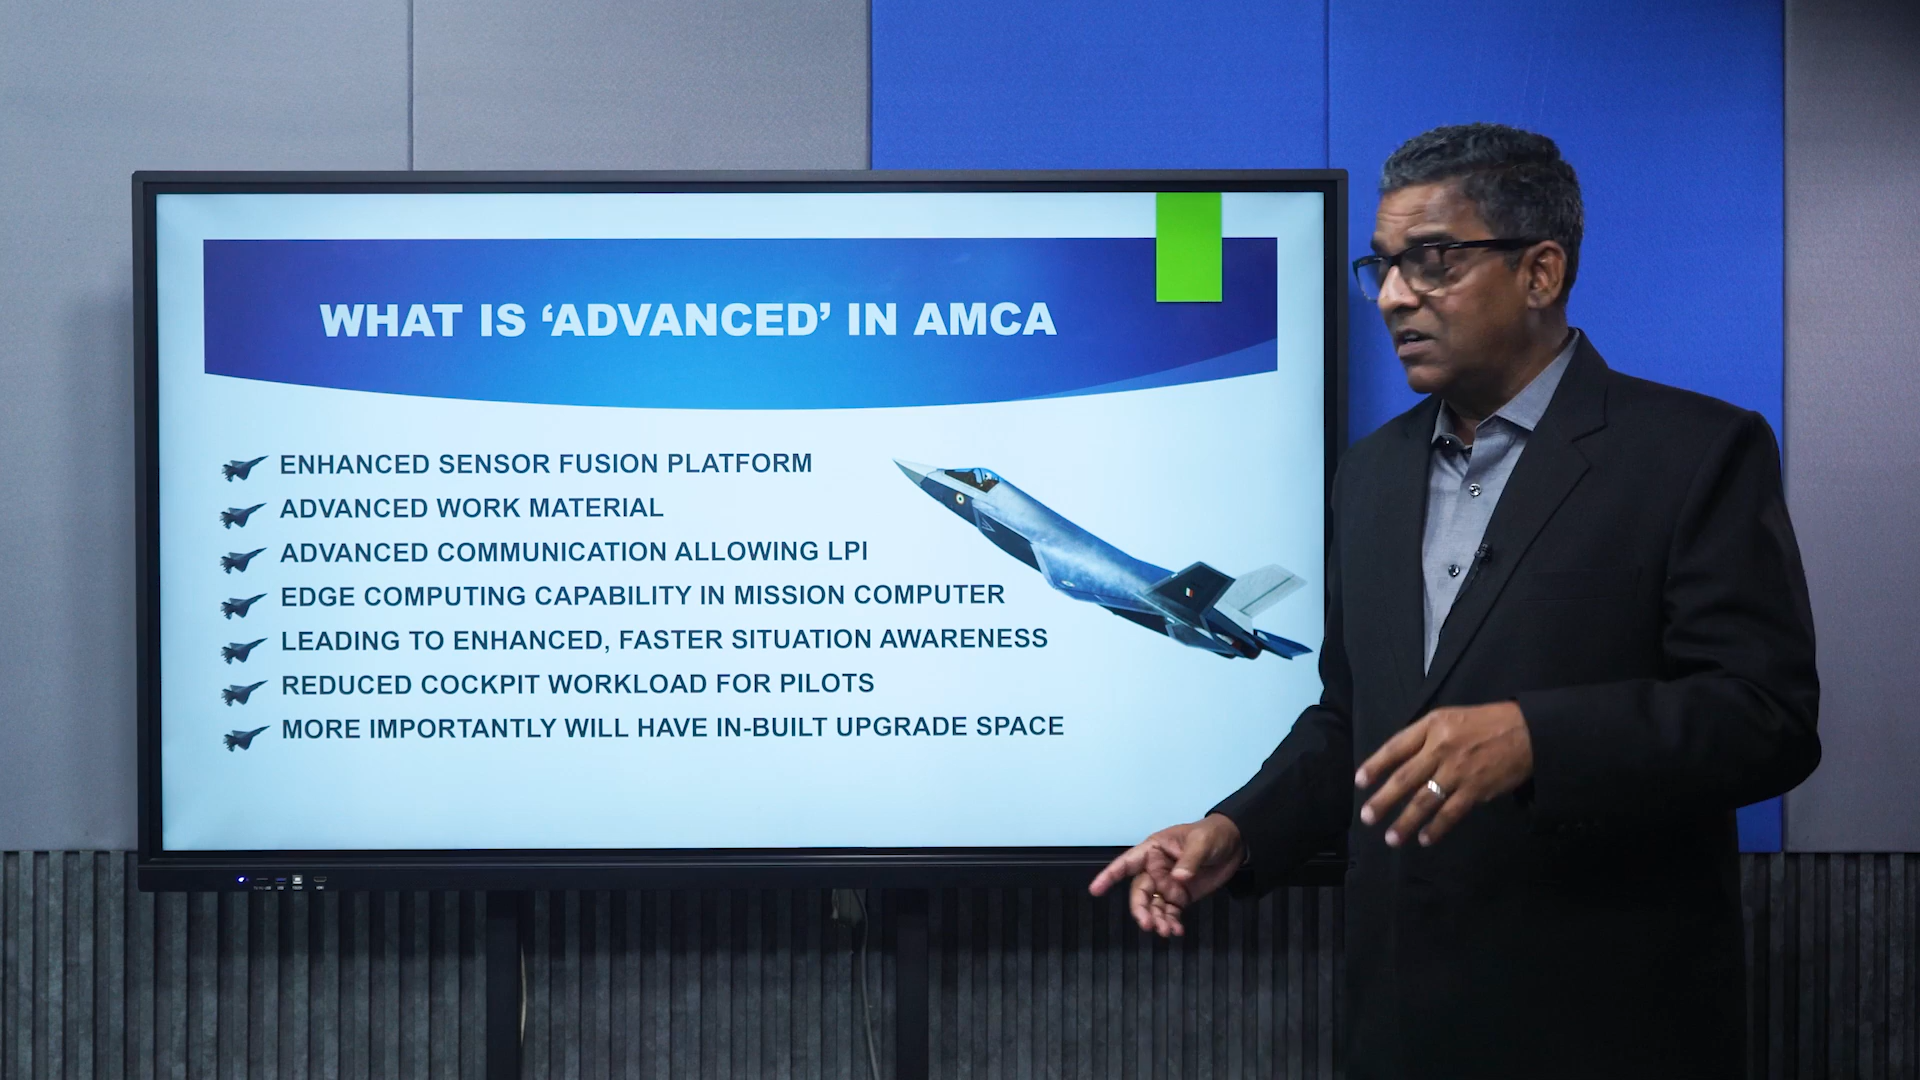 WHAT IS ‘ADVANCED’ IN AMCA
ENHANCED SENSOR FUSION PLATFORM
ADVANCED WORK MATERIAL
ADVANCED COMMUNICATION ALLOWING LPI
EDGE COMPUTING CAPABILITY IN MISSION COMPUTER
LEADING TO ENHANCED, FASTER SITUATION AWARENESS
REDUCED COCKPIT WORKLOAD FOR PILOTS
MORE IMPORTANTLY WILL HAVE IN-BUILT UPGRADE SPACE